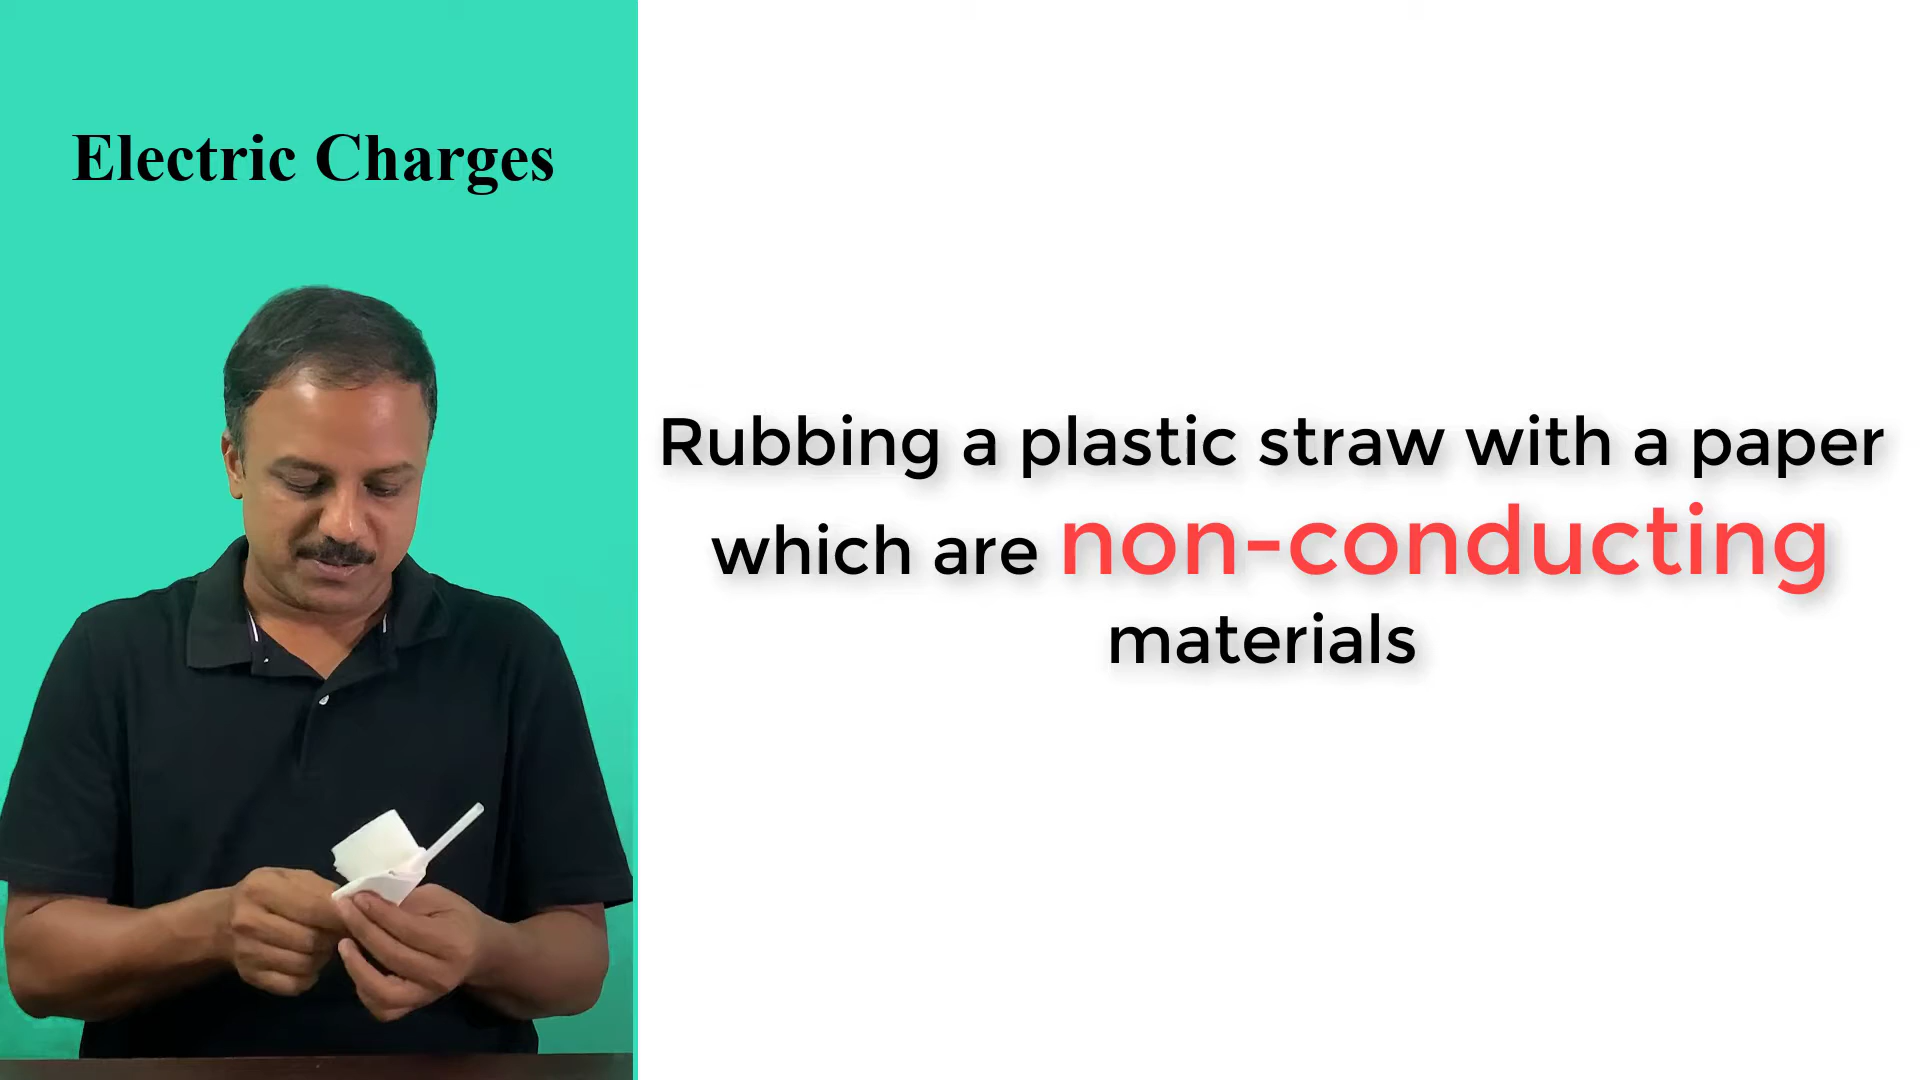 Electric Charges
Rubbing a plastic straw with a paper
which are non-conducting
materials